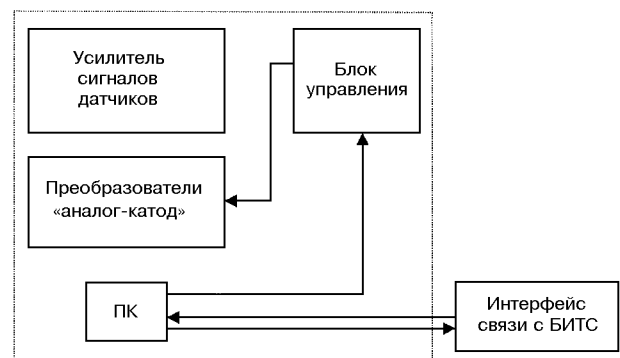 Усилитель
сигналов
датчиков
Блок
управления
Преобразователи
«аналог-катод»
ПК
Интерфейс
связи с БИТС